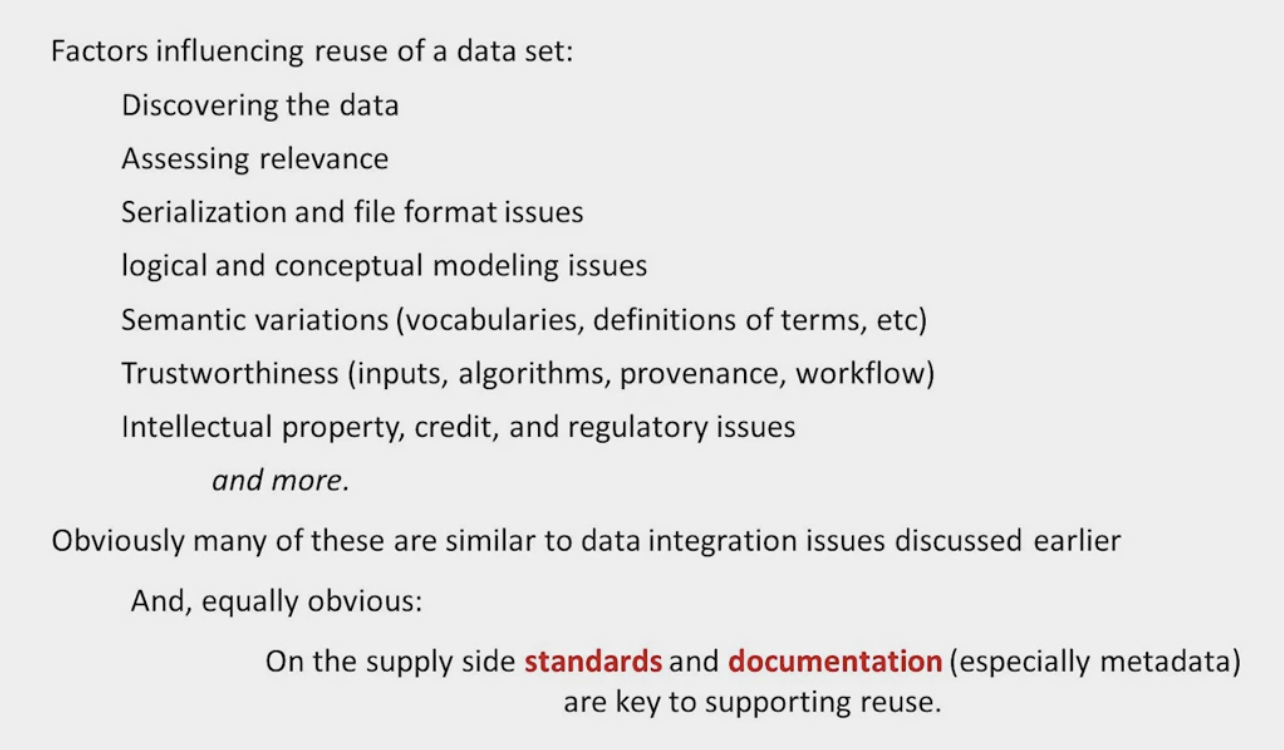 Factors influencing reuse of a data set:
Discovering the data
Assessing relevance
Serialization and file format issues
logical and conceptual modeling issues
Semantic variations (vocabularies, definitions of terms, etc)
Trustworthiness (inputs, algorithms, provenance, workflow)
Intellectual property, credit, and regulatory issues
and more.
Obviously many of these are similar to data integration issues discussed earlier
And, equally obvious:
On the supply side standards and documentation (especially metadata)
are key to supporting reuse.